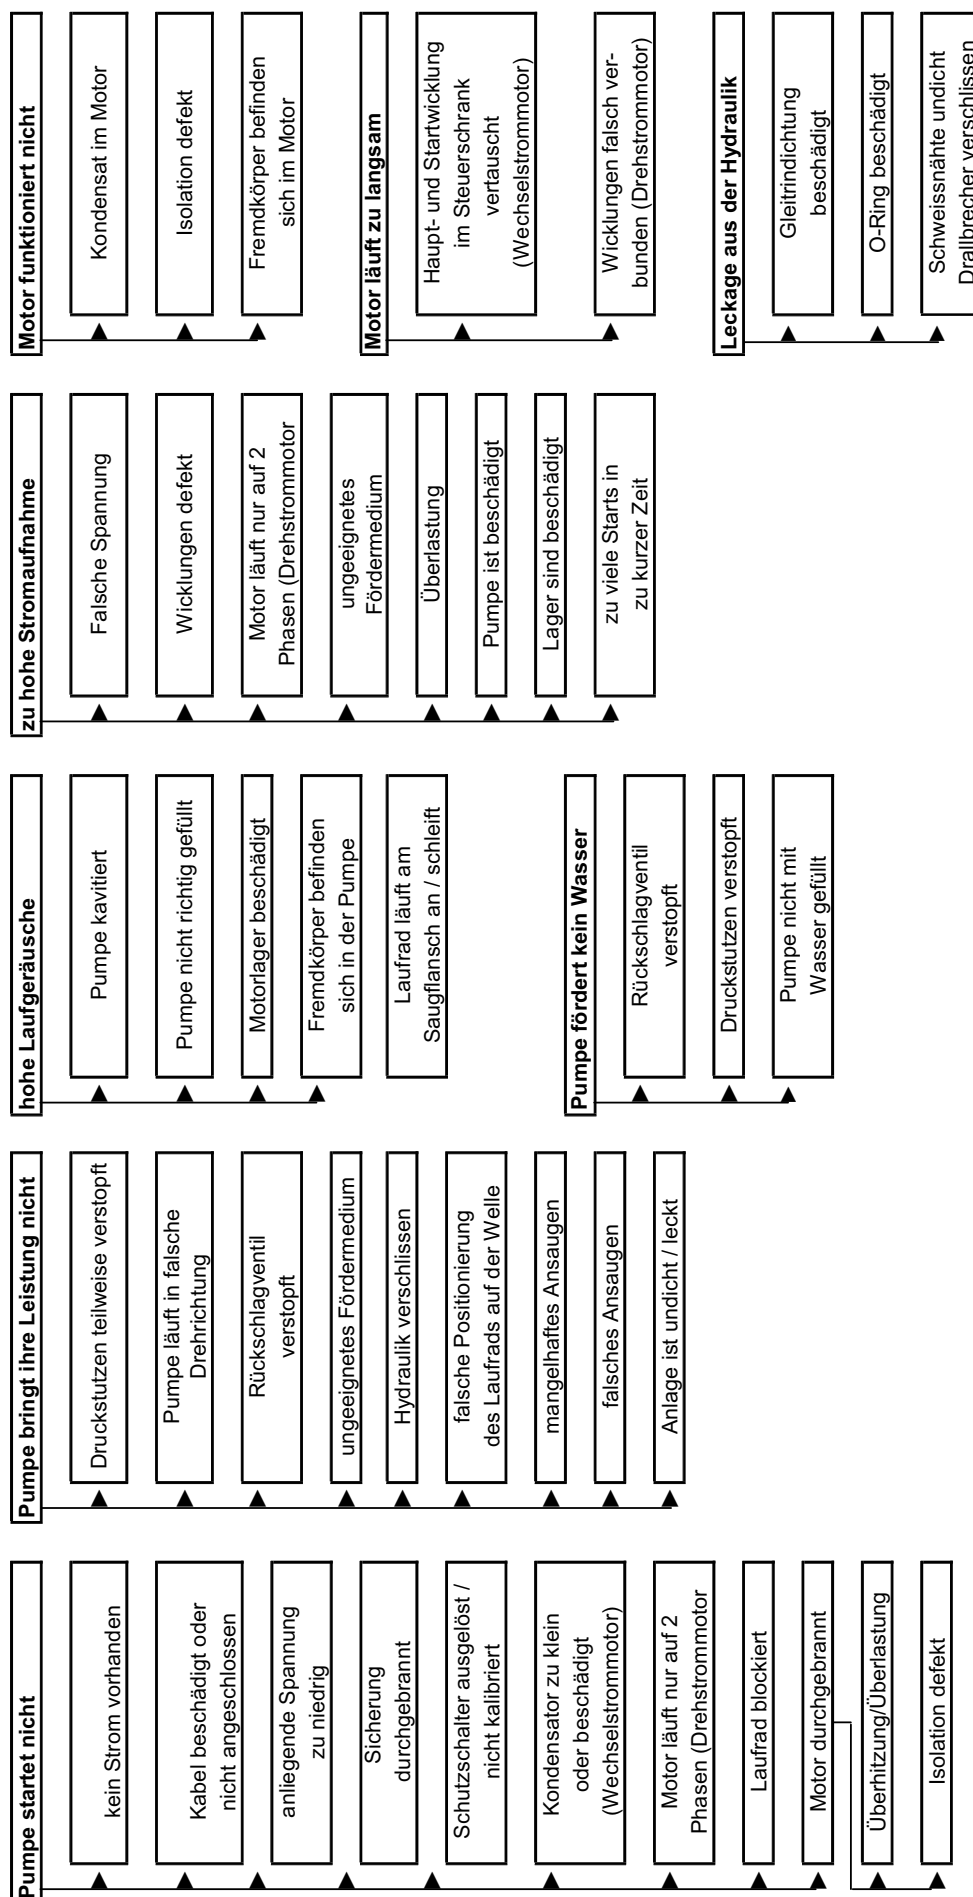 Pumpe startet nicht
kein Strom vorhanden
Kabel beschädigt oder
nicht angeschlossen
anliegende Spannung
zu niedrig
Sicherung
durchgebrannt
Schutzschalter ausgelöst /
nicht kalibriert
Kondensator zu klein
oder beschädigt
(Wechselstrommotor)
Motor läuft nur auf 2
Phasen (Drehstrommotor
Laufrad blockiert
Motor durchgebrannt
Überhitzung/Überlastung
Isolation defekt
Pumpe bringt ihre Leistung nicht
Druckstutzen teilweise verstopft
Pumpe läuft in falsche
Drehrichtung
Rückschlagventil
verstopft
ungeeignetes Fördermedium
Hydraulik verschlissen
falsche Positionierung
des Laufrads auf der Welle
mangelhaftes Ansaugen
falsches Ansaugen
Anlage ist undicht / leckt
hohe Laufgeräusche
Pumpe kavitiert
Pumpe nicht richtig gefüllt
Motorlager beschädigt
Fremdkörper befinden
sich in der Pumpe
Laufrad läuft am
Saugflansch an / schleift
Pumpe fördert kein Wasser
Rückschlagventil
verstopft
Druckstutzen verstopft
Pumpe nicht mit
Wasser gefüllt
zu hohe Stromaufnahme
Falsche Spannung
Wicklungen defekt
Motor läuft nur auf 2
Phasen (Drehstrommotor
ungeeignetes
Fördermedium
Überlastung
Pumpe ist beschädigt
Lager sind beschädigt
zu viele Starts in
zu kurzer Zeit
Motor funktioniert nicht
Kondensat im Motor
Isolation defekt
Fremdkörper befinden
sich im Motor
Motor läuft zu langsam
Haupt- und Startwicklung
im Steuerschrank
vertauscht
(Wechselstrommotor)
Wicklungen falsch ver-
bunden (Drehstrommotor)
Leckage aus der Hydraulik
Gleitrindichtung
beschädigt
O-Ring beschädigt
Schweissnähte undicht
Drallbrecher verschlissen